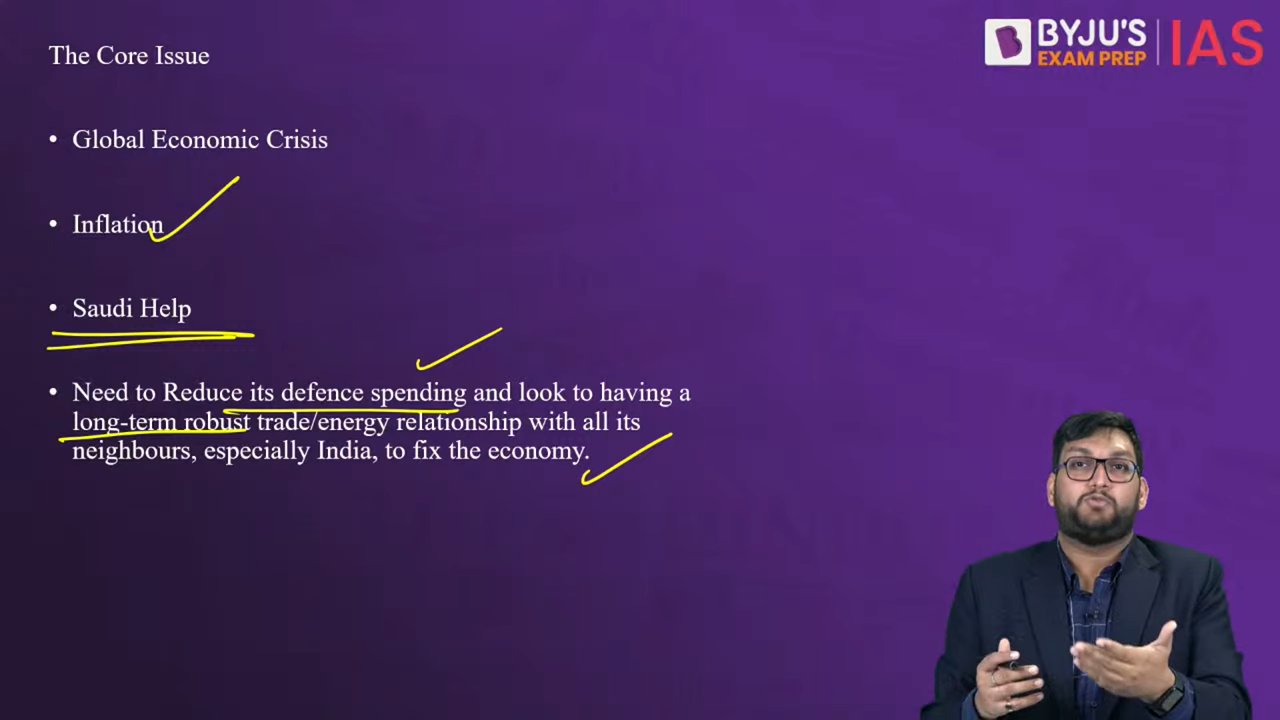 The Core Issue
BYJU'S
EXAM PREP
IAS
• Global Economic Crisis
• Inflation
• Saudi Help
• Need to Reduce its defence spending and look to having a
long-term robust trade/energy relationship with all its
neighbours, especially India, to fix the economy.